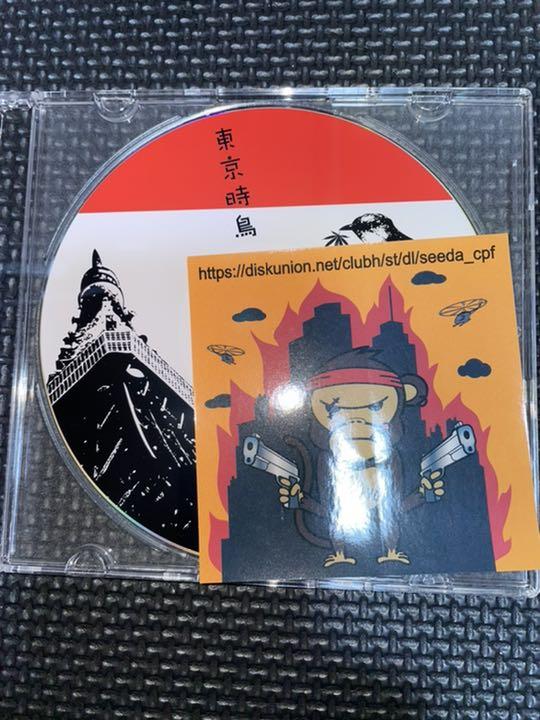 東京時鳥
https://diskunion.net/clubh/st/dl/seeda_cpf